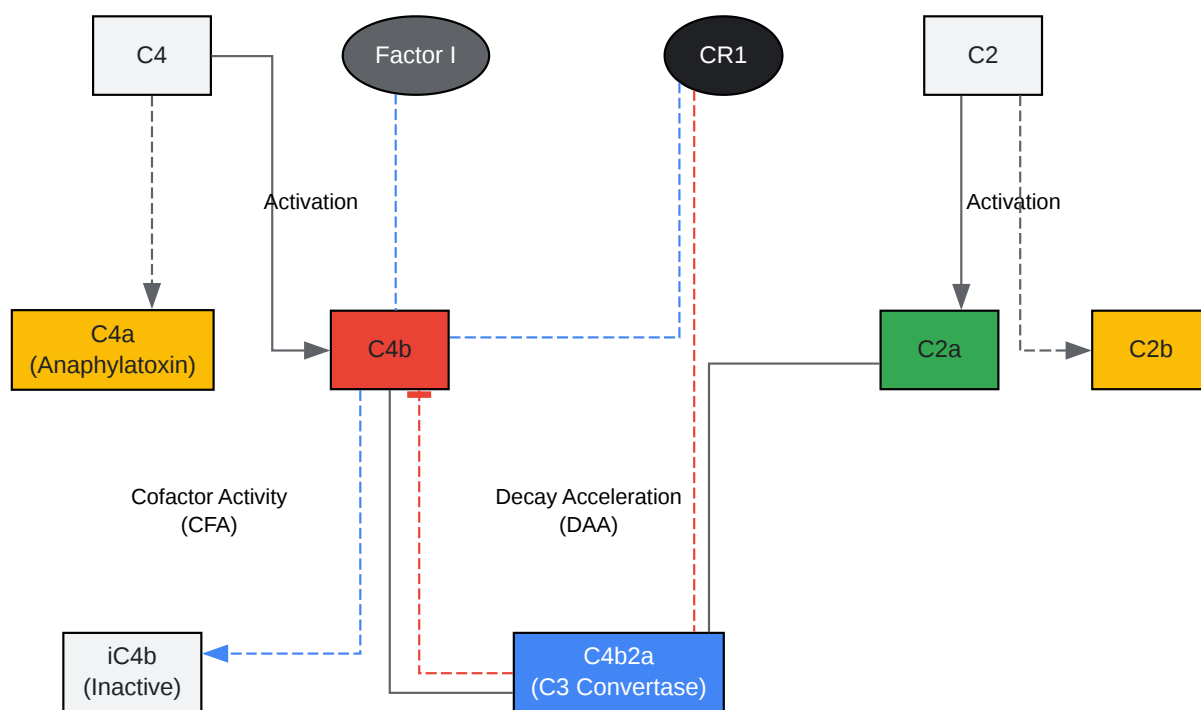 C4
Factor I
CR1
C2
Activation
Activation
C4a
(Anaphylatoxin)
C4b
C2a
C2b
Cofactor Activity
(CFA)
Decay Acceleration
(DAA)
iC4b
(Inactive)
C4b2a
(C3 Convertase)